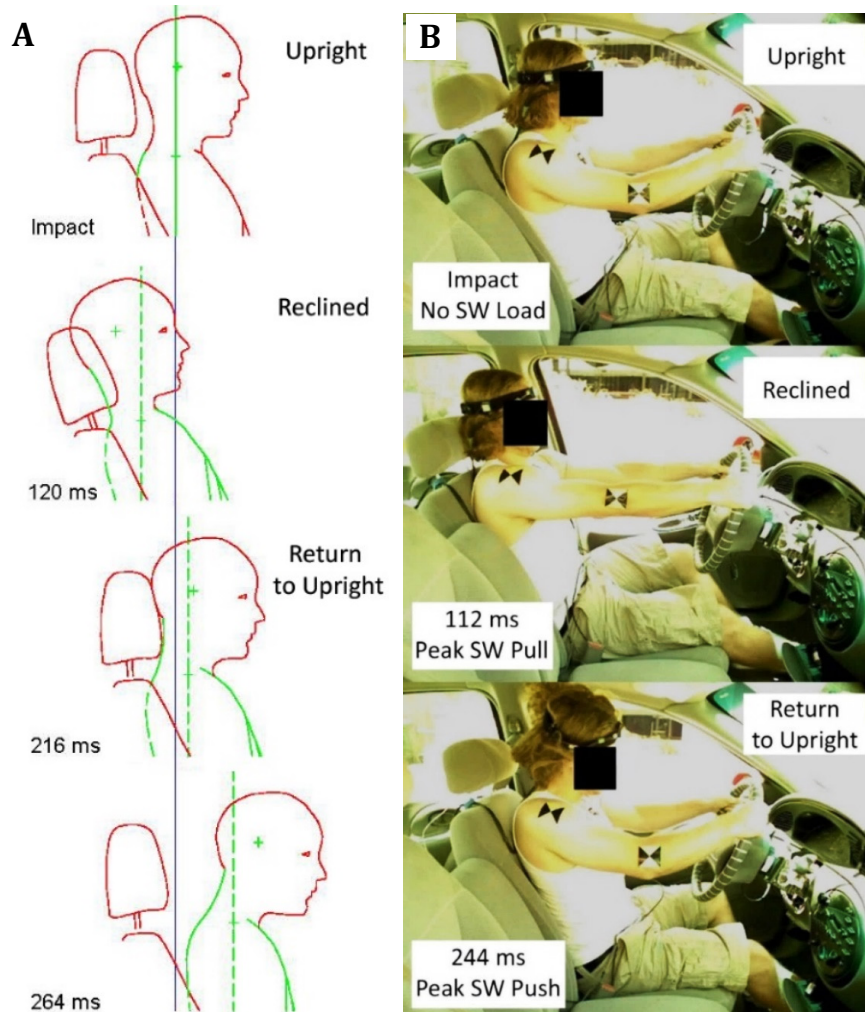 A
Upright
Impact
Reclined
120 ms
Return
to Upright
216 ms
264 ms
B
Upright
Impact
No SW Load
Reclined
112 ms
Peak SW Pull
Return
to Upright
244 ms
Peak SW Push